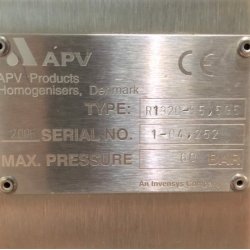 APV CE
APV Products
Homogenisers, Denmark
TYPE:
SERIAL NO.
MAX. PRESSURE BAR
An Invensys Company